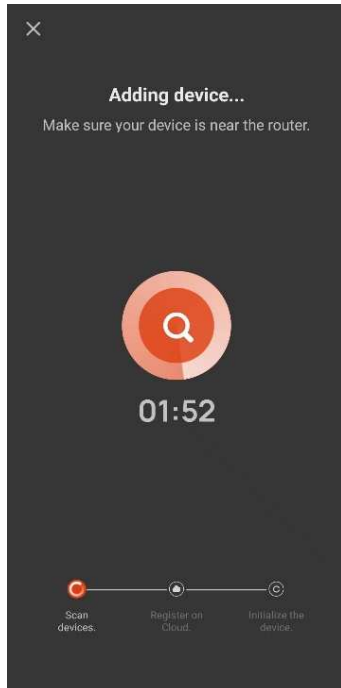 Adding device...
Make sure your device is near the router.
01:52
Scan
devices.
Register on
Cloud.
Initialize the
device.